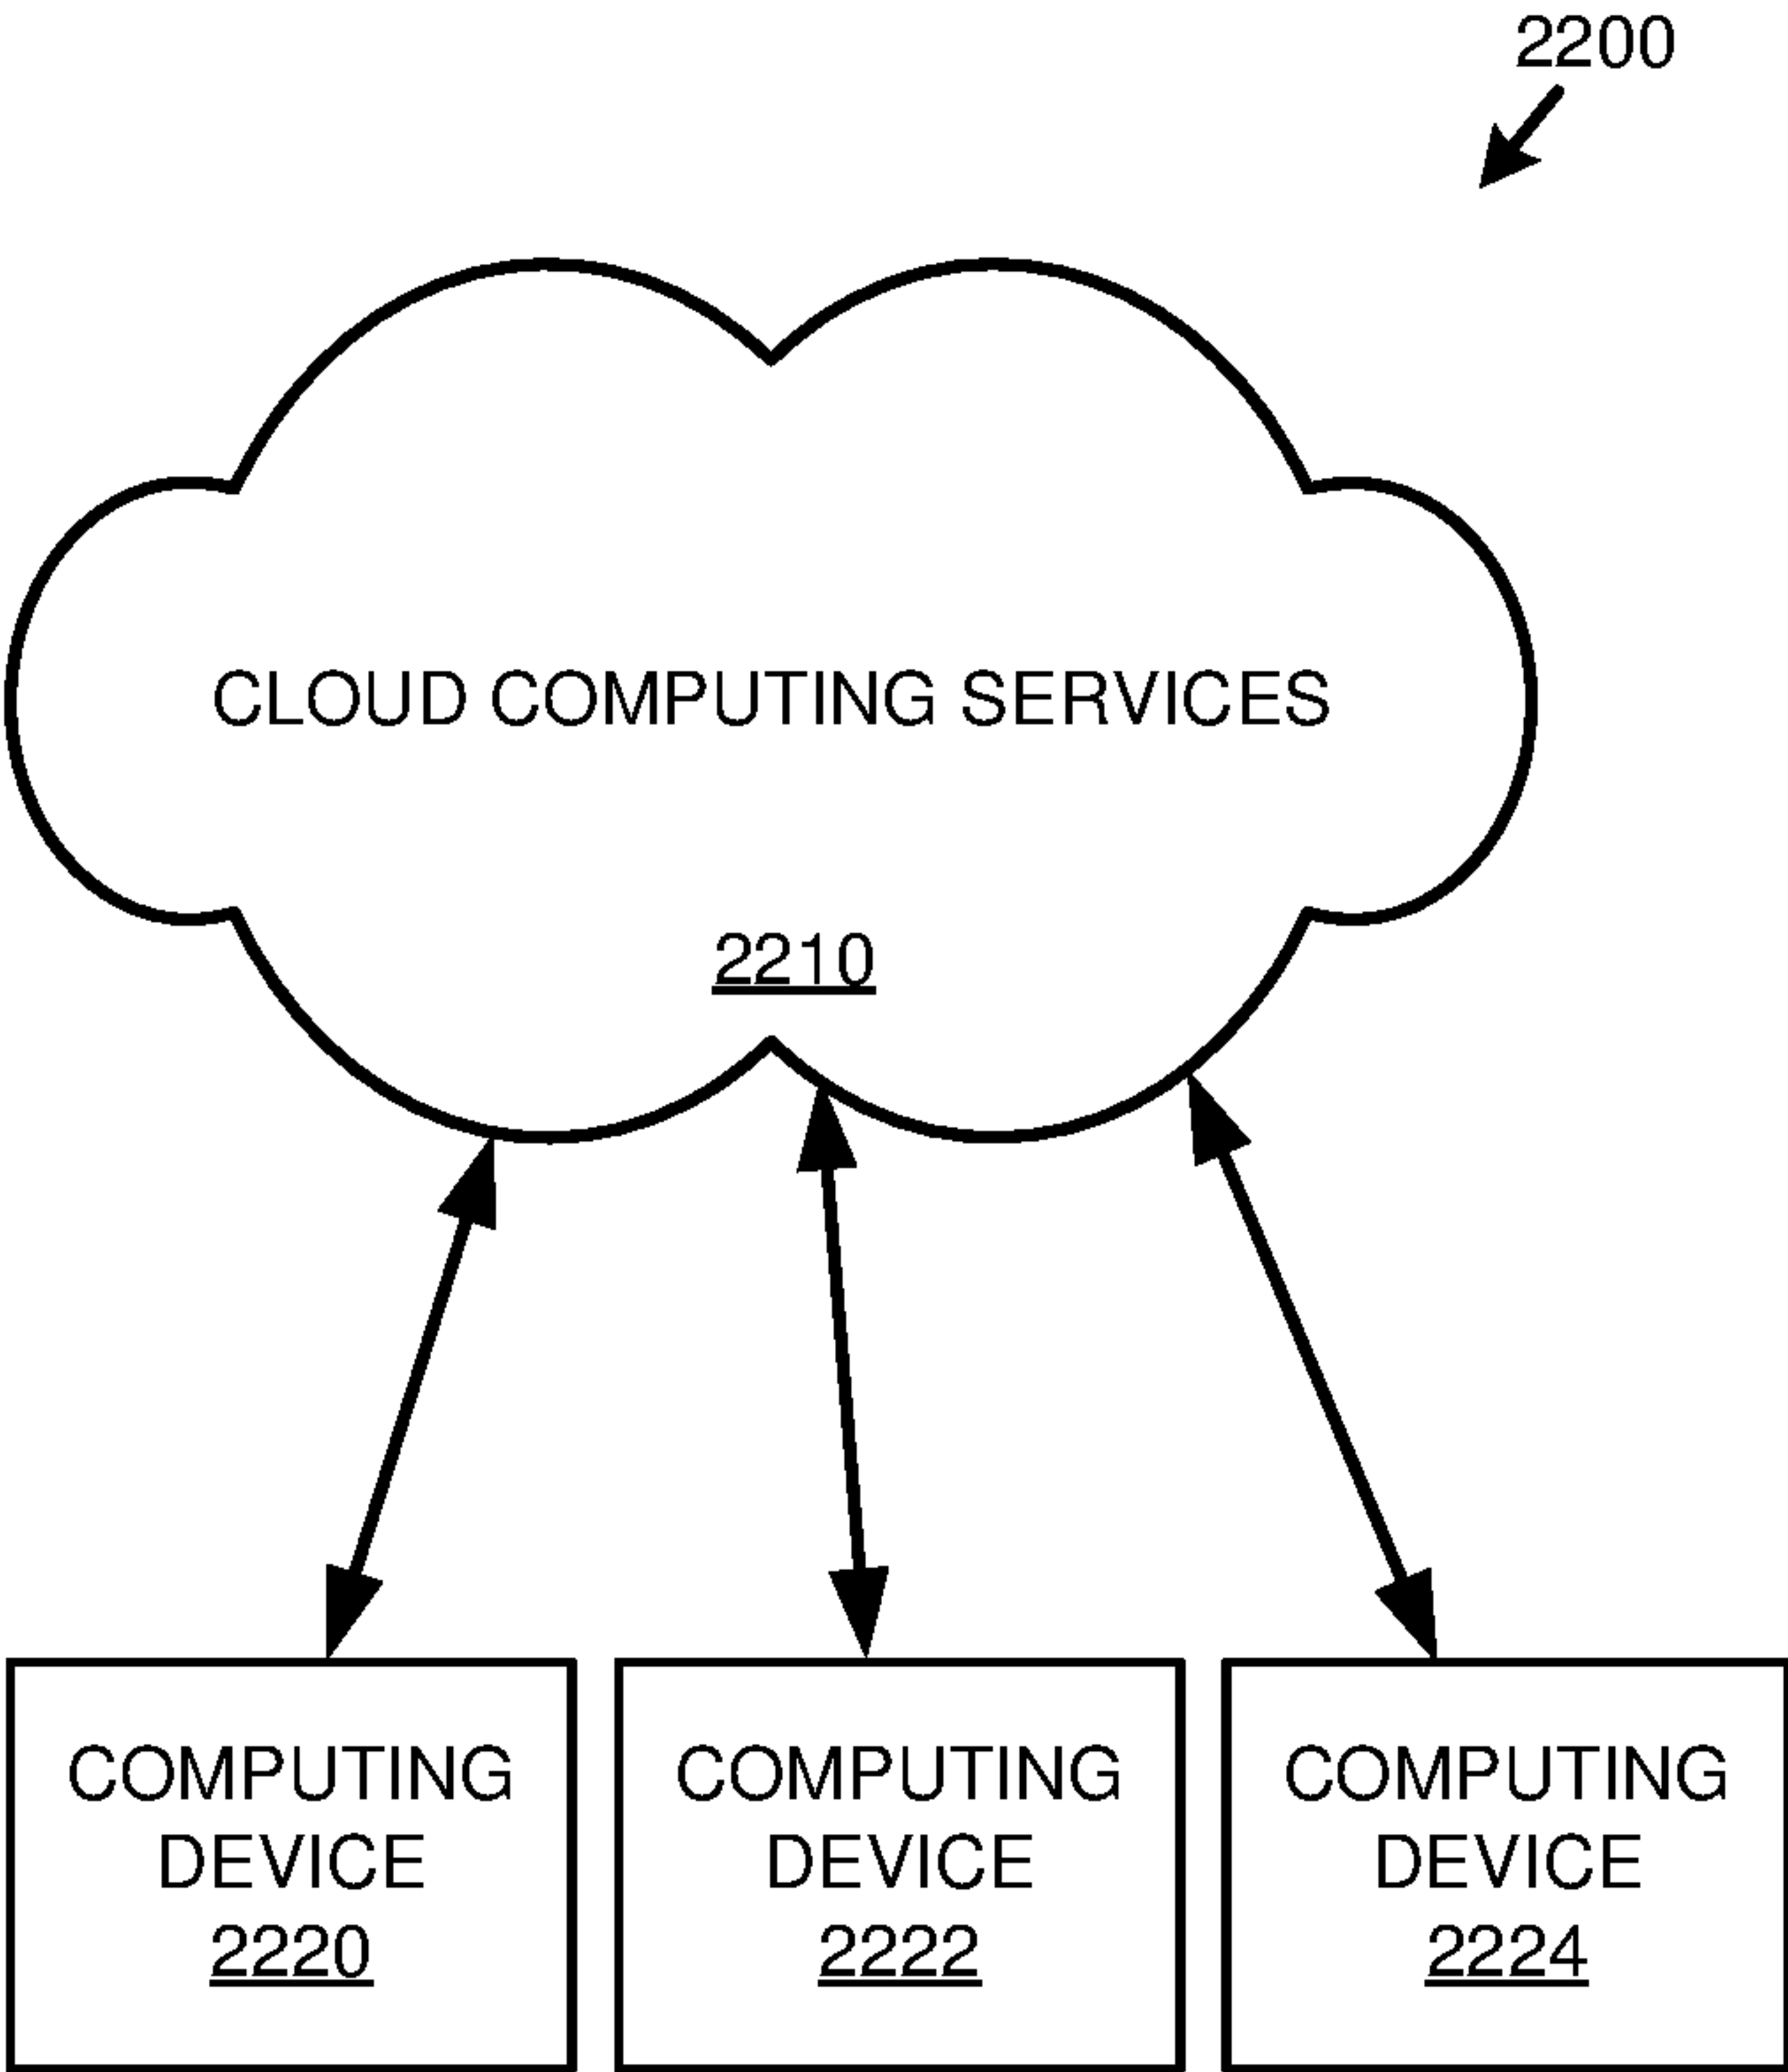 2200
CLOUD COMPUTING SERVICES
2210
COMPUTING
DEVICE
2220
COMPUTING
DEVICE
2222
COMPUTING
DEVICE
2224